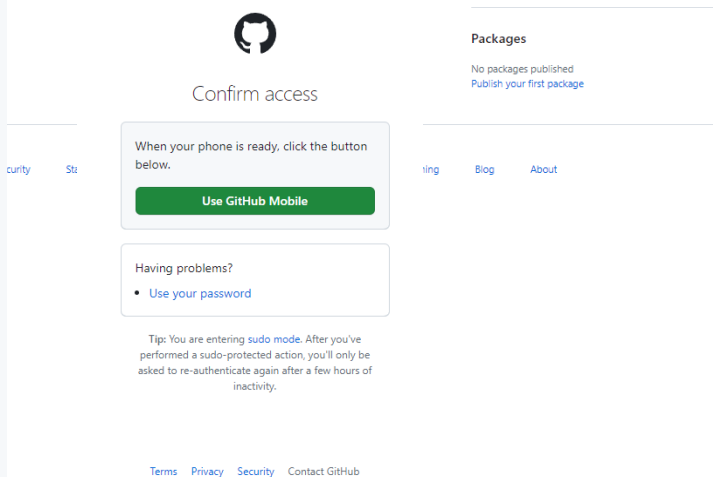 Packages
No packages published
Publish your first package
Confirm access
When your phone is ready, click the button
below.
Use GitHub Mobile
Having problems?
Use your password
Tip: You are entering sudo mode. After you've
performed a sudo-protected action, you'll only be
asked to re-authenticate again after a few hours of
inactivity.
Blog About
Terms Privacy Security Contact GitHub